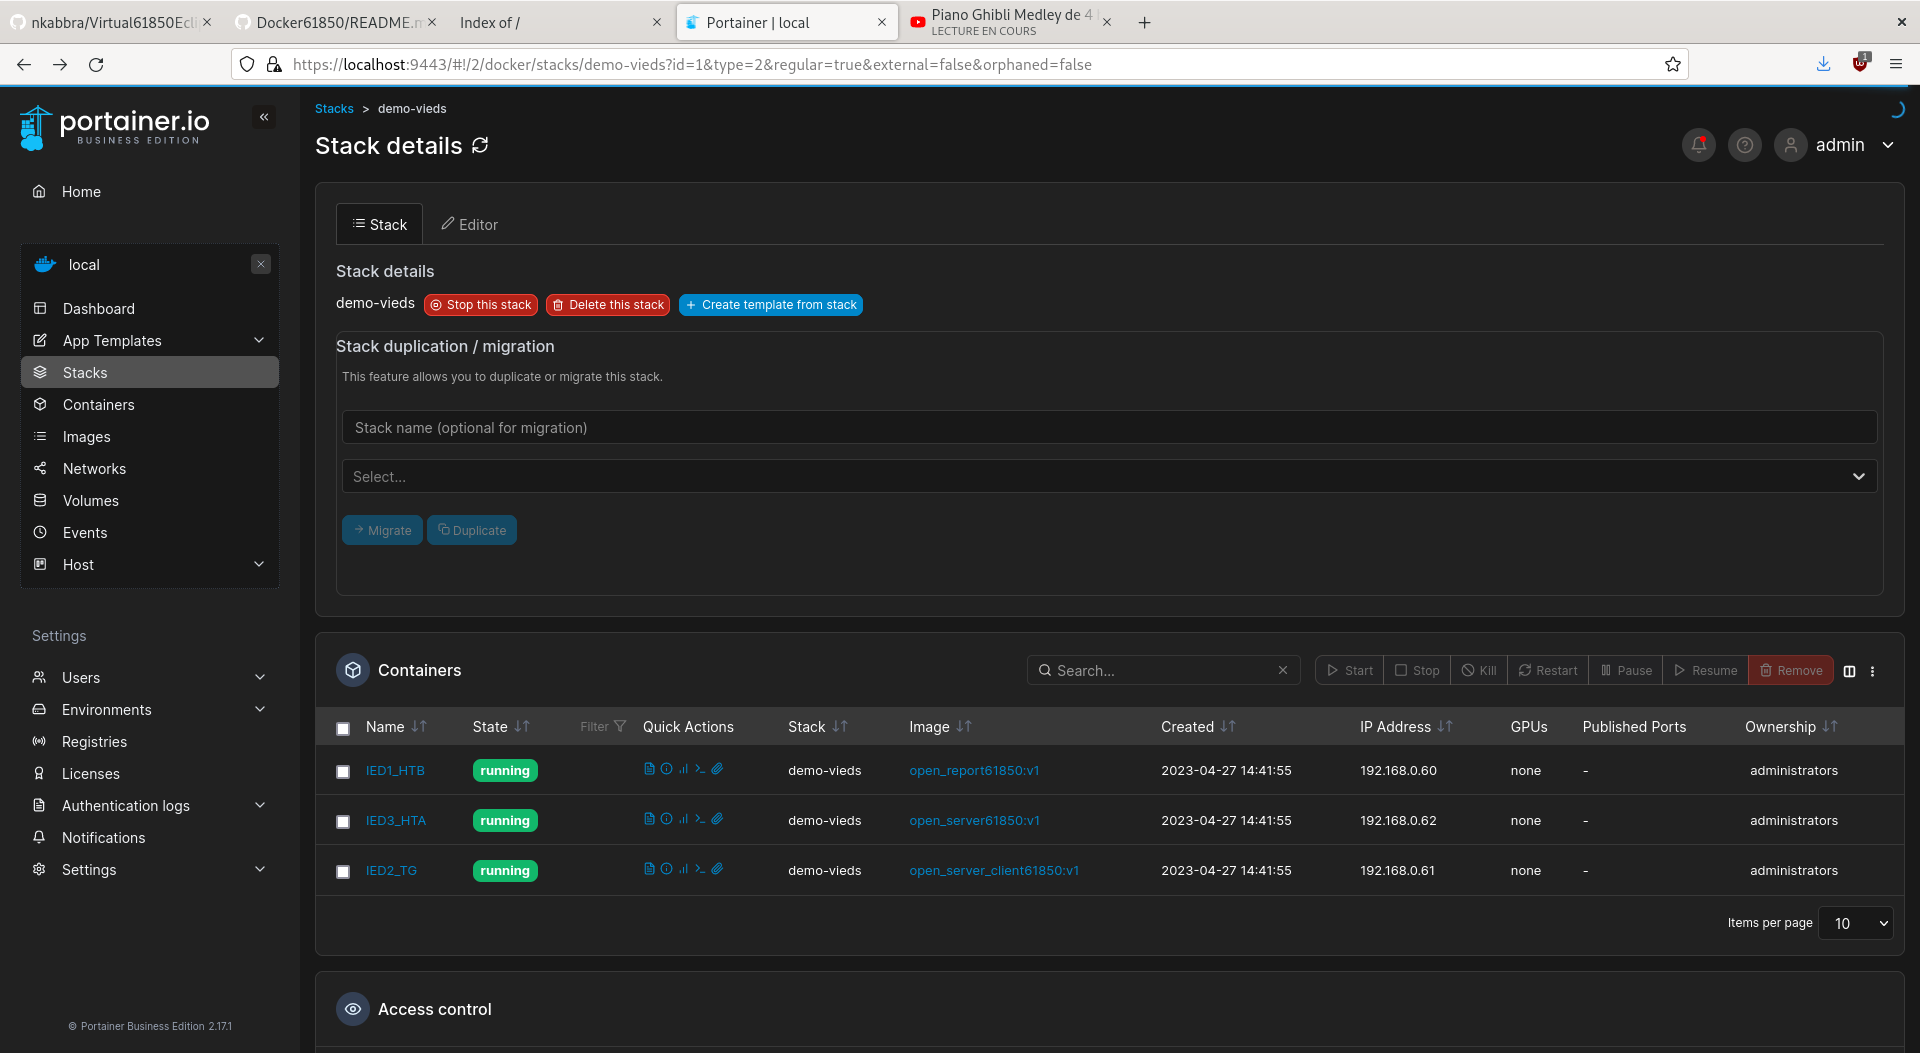 nkabbra/Virtual61850Ecli
Docker61850/README.m
Index of /
Portainer | local
Piano Ghibli Medley de 4
LECTURE EN COURS
https://localhost:9443/#!/2/docker/stacks/demo-vieds?id=1&type=2&regular=true&external=false&orphaned=false
1
portainer.io
BUSINESS EDITION
Home
local
Dashboard
App Templates
Stacks
Containers
Images
Networks
Volumes
Events
Host
Settings
Users
Environments
Registries
Licenses
Authentication logs
Notifications
Settings
© Portainer Business Edition 2.17.1
Stacks > demo-vieds
Stack details
admin
Stack Editor
Stack details
demo-vieds Stop this stack Delete this stack + Create template from stack
Stack duplication / migration
This feature allows you to duplicate or migrate this stack.
Stack name (optional for migration)
Select...
Migrate Duplicate
Containers Search... Start Stop Kill Restart Pause Resume Remove
Name State Filter Quick Actions Stack Image Created IP Address GPUs Published Ports Ownership
IED1_HTB running demo-vieds open_report61850:v1 2023-04-27 14:41:55 192.168.0.60 none - administrators
IED3_HTA running demo-vieds open_server61850:v1 2023-04-27 14:41:55 192.168.0.62 none - administrators
IED2_TG running demo-vieds open_server_client61850:v1 2023-04-27 14:41:55 192.168.0.61 none - administrators
Items per page 10
Access control